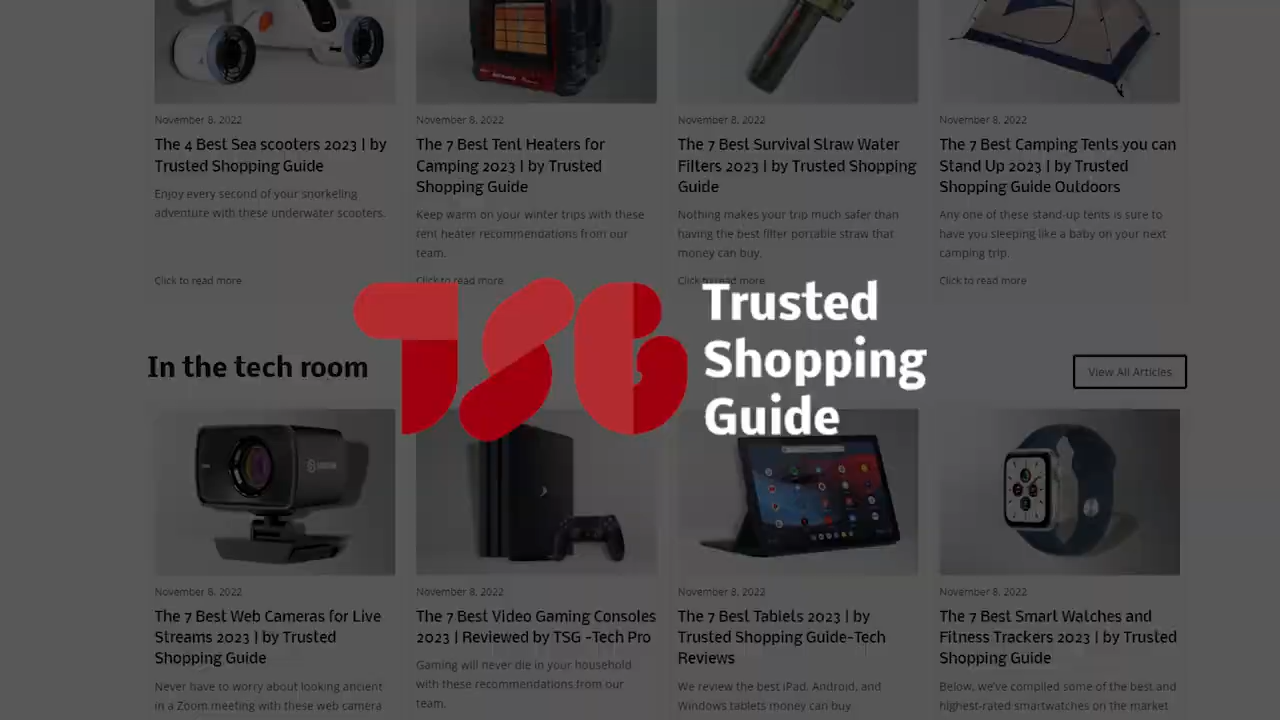 November 8, 2022
The 4 Best Sea scooters 2023 | by
Trusted Shopping Guide
Enjoy every second of your snorkeling
adventure with these underwater scooters.
Click to read more
November 8, 2022
The 7 Best Tent Heaters for
Camping 2023 | by Trusted
Shopping Guide
Keep warm on your winter trips with these
tent heater recommendations from our
team.
Click to read more
November 8, 2022
The 7 Best Survival Straw Water
Filters 2023 | by Trusted Shopping
Guide
Nothing makes your trip much safer than
having the best filter portable straw that
money can buy.
Click to read more
November 8, 2022
The 7 Best Camping Tents you can
Stand Up 2023 | by Trusted
Shopping Guide Outdoors
Any one of these stand-up tents is sure to
have you sleeping like a baby on your next
camping trip.
Click to read more
TSG
Trusted
Shopping
Guide
In the tech room
View All Articles
November 8, 2022
The 7 Best Web Cameras for Live
Streams 2023 | by Trusted
Shopping Guide
Never have to worry about looking ancient
in a Zoom meeting with these web camera
November 8, 2022
The 7 Best Video Gaming Consoles
2023 | Reviewed by TSG -Tech Pro
Gaming will never die in your household
with these recommendations from our
team.
November 8, 2022
The 7 Best Tablets 2023 | by
Trusted Shopping Guide-Tech
Reviews
We review the best iPad, Android, and
Windows tablets money can buy
November 8, 2022
The 7 Best Smart Watches and
Fitness Trackers 2023 | by Trusted
Shopping Guide
Below, we've compiled some of the best and
highest-rated smartwatches on the market